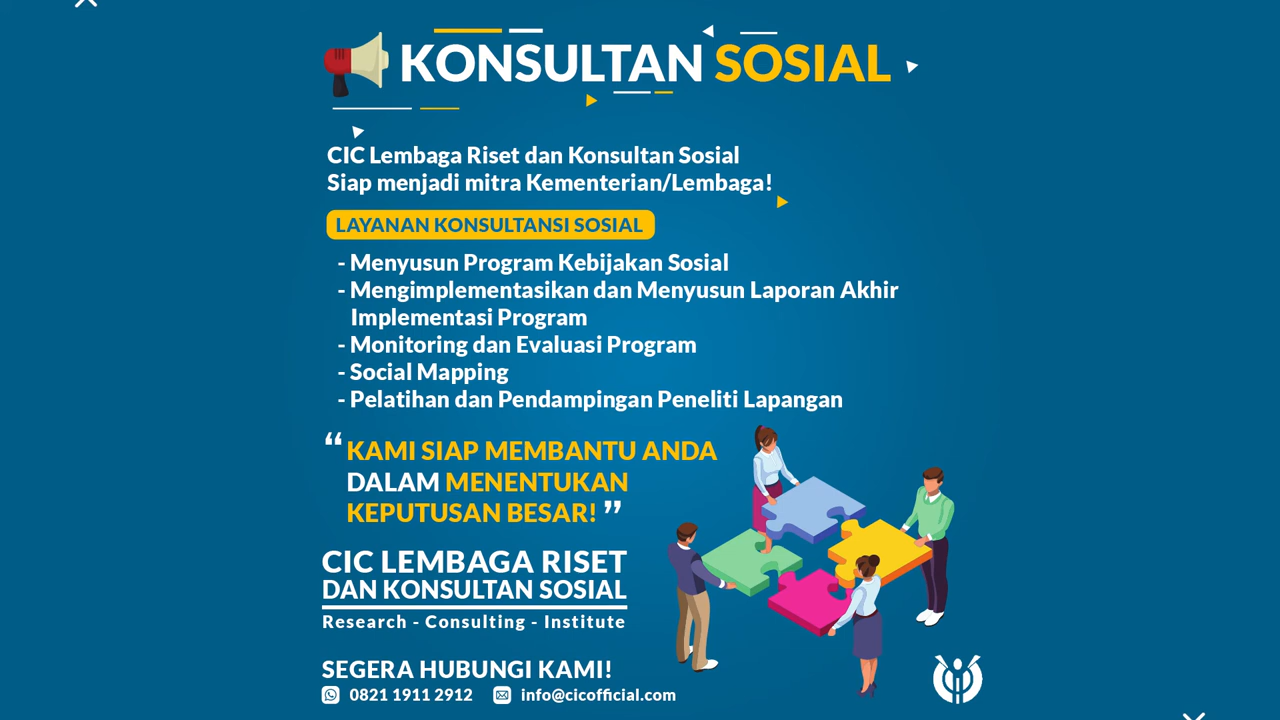 KONSULTAN SOSIAL
CIC Lembaga Riset dan Konsultan Sosial
Siap menjadi mitra Kementerian/Lembaga!
LAYANAN KONSULTANSI SOSIAL
- Menyusun Program Kebijakan Sosial
- Mengimplementasikan dan Menyusun Laporan Akhir
Implementasi Program
- Monitoring dan Evaluasi Program
- Social Mapping
- Pelatihan dan Pendampingan Peneliti Lapangan
“ KAMI SIAP MEMBANTU ANDA
DALAM MENENTUKAN
KEPUTUSAN BESAR! ”
CIC LEMBAGA RISET
DAN KONSULTAN SOSIAL
Research - Consulting - Institute
SEGERA HUBUNGI KAMI!
0821 1911 2912 info@cicofficial.com